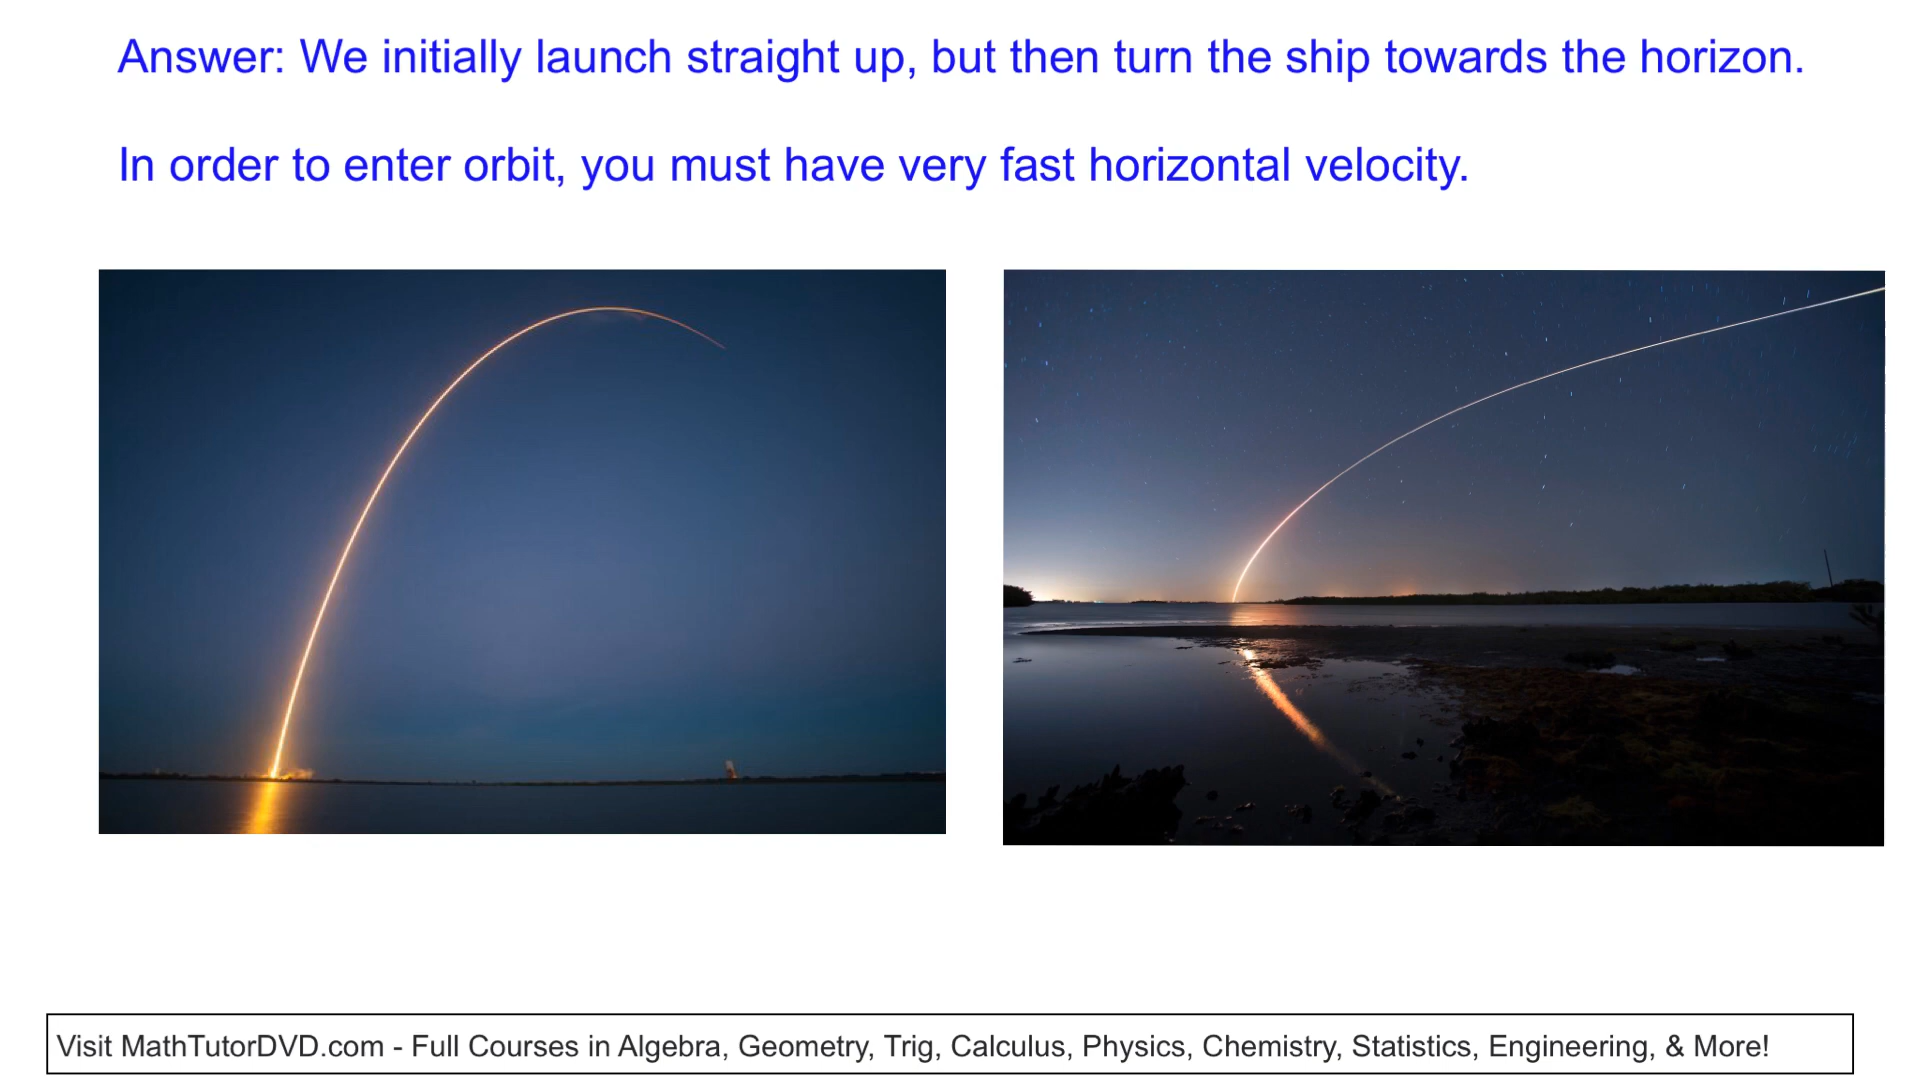 Answer: We initially launch straight up, but then turn the ship towards the horizon.
In order to enter orbit, you must have very fast horizontal velocity.
Visit MathTutorDVD.com - Full Courses in Algebra, Geometry, Trig, Calculus, Physics, Chemistry, Statistics, Engineering, & More!